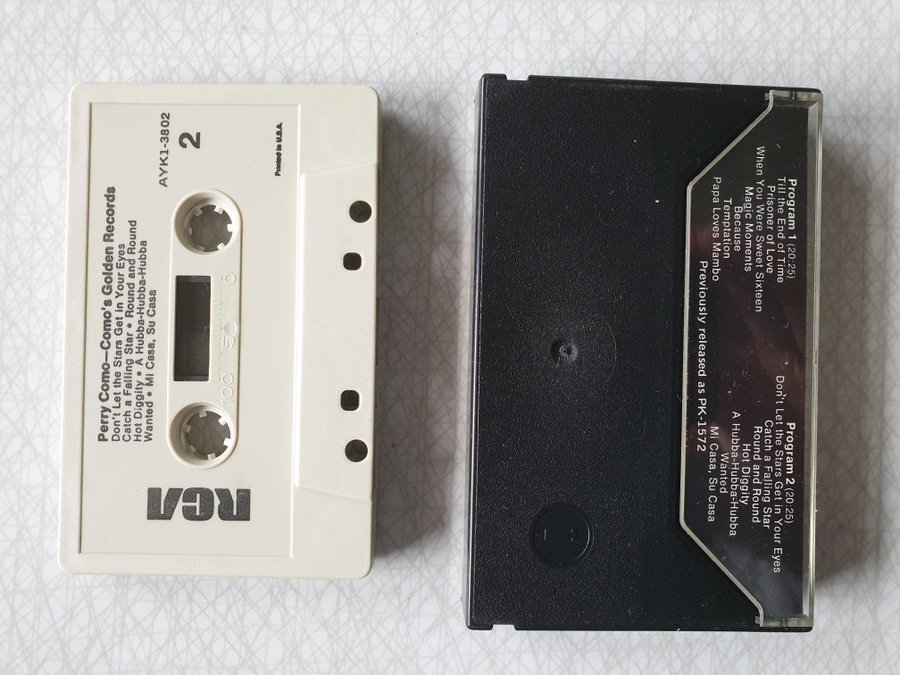 AYK1-3802
2
Printed in U.S.A.
Perry Como—Como's Golden Records
Don't Let the Stars Get in Your Eyes
Catch a Falling Star • Round and Round
Hot Diggity • A Hubba-Hubba-Hubba
Wanted • Mi Casa, Su Casa
100 50 0
RCA
Program 1 (20:25)
Till the End of Time
Prisoner of Love
When You Were Sweet Sixteen
Magic Moments
Because
Temptation
Papa Loves Mambo
Program 2 (20:25)
Don't Let the Stars Get in Your Eyes
Catch a Falling Star
Round and Round
Hot Diggity
A Hubba-Hubba-Hubba
Wanted
Mi Casa, Su Casa
Previously released as PK-1572